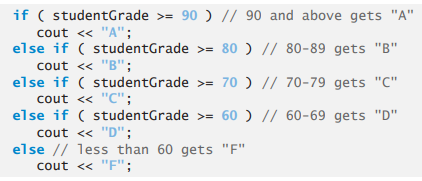 if ( studentGrade >= 90 ) // 90 and above gets "A"
cout << "A";
else if ( studentGrade >= 80 ) // 80-89 gets "B"
cout << "B";
else if ( studentGrade >= 70 ) // 70-79 gets "C"
cout << "C";
else if ( studentGrade >= 60 ) // 60-69 gets "D"
cout << "D";
else // less than 60 gets "F"
cout << "F";